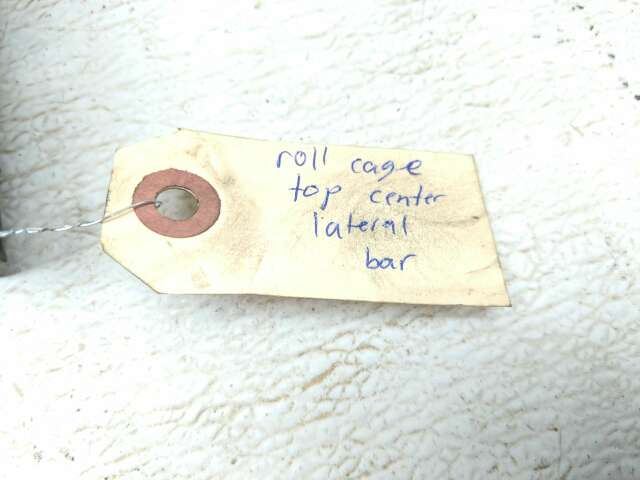 roll cage
top center
lateral
bar